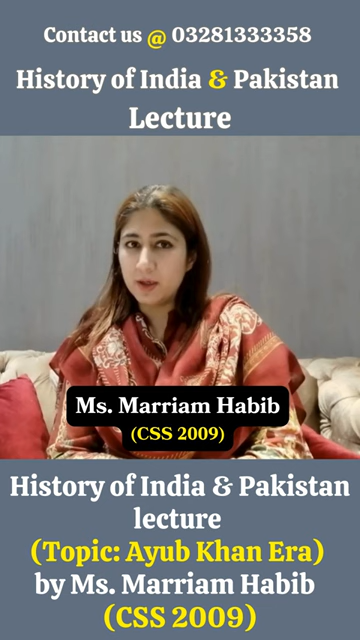 Contact us @ 03281333358
History of India & Pakistan
Lecture
Ms. Marriam Habib
(CSS 2009)
History of India & Pakistan
lecture
(Topic: Ayub Khan Era)
by Ms. Marriam Habib
(CSS 2009)